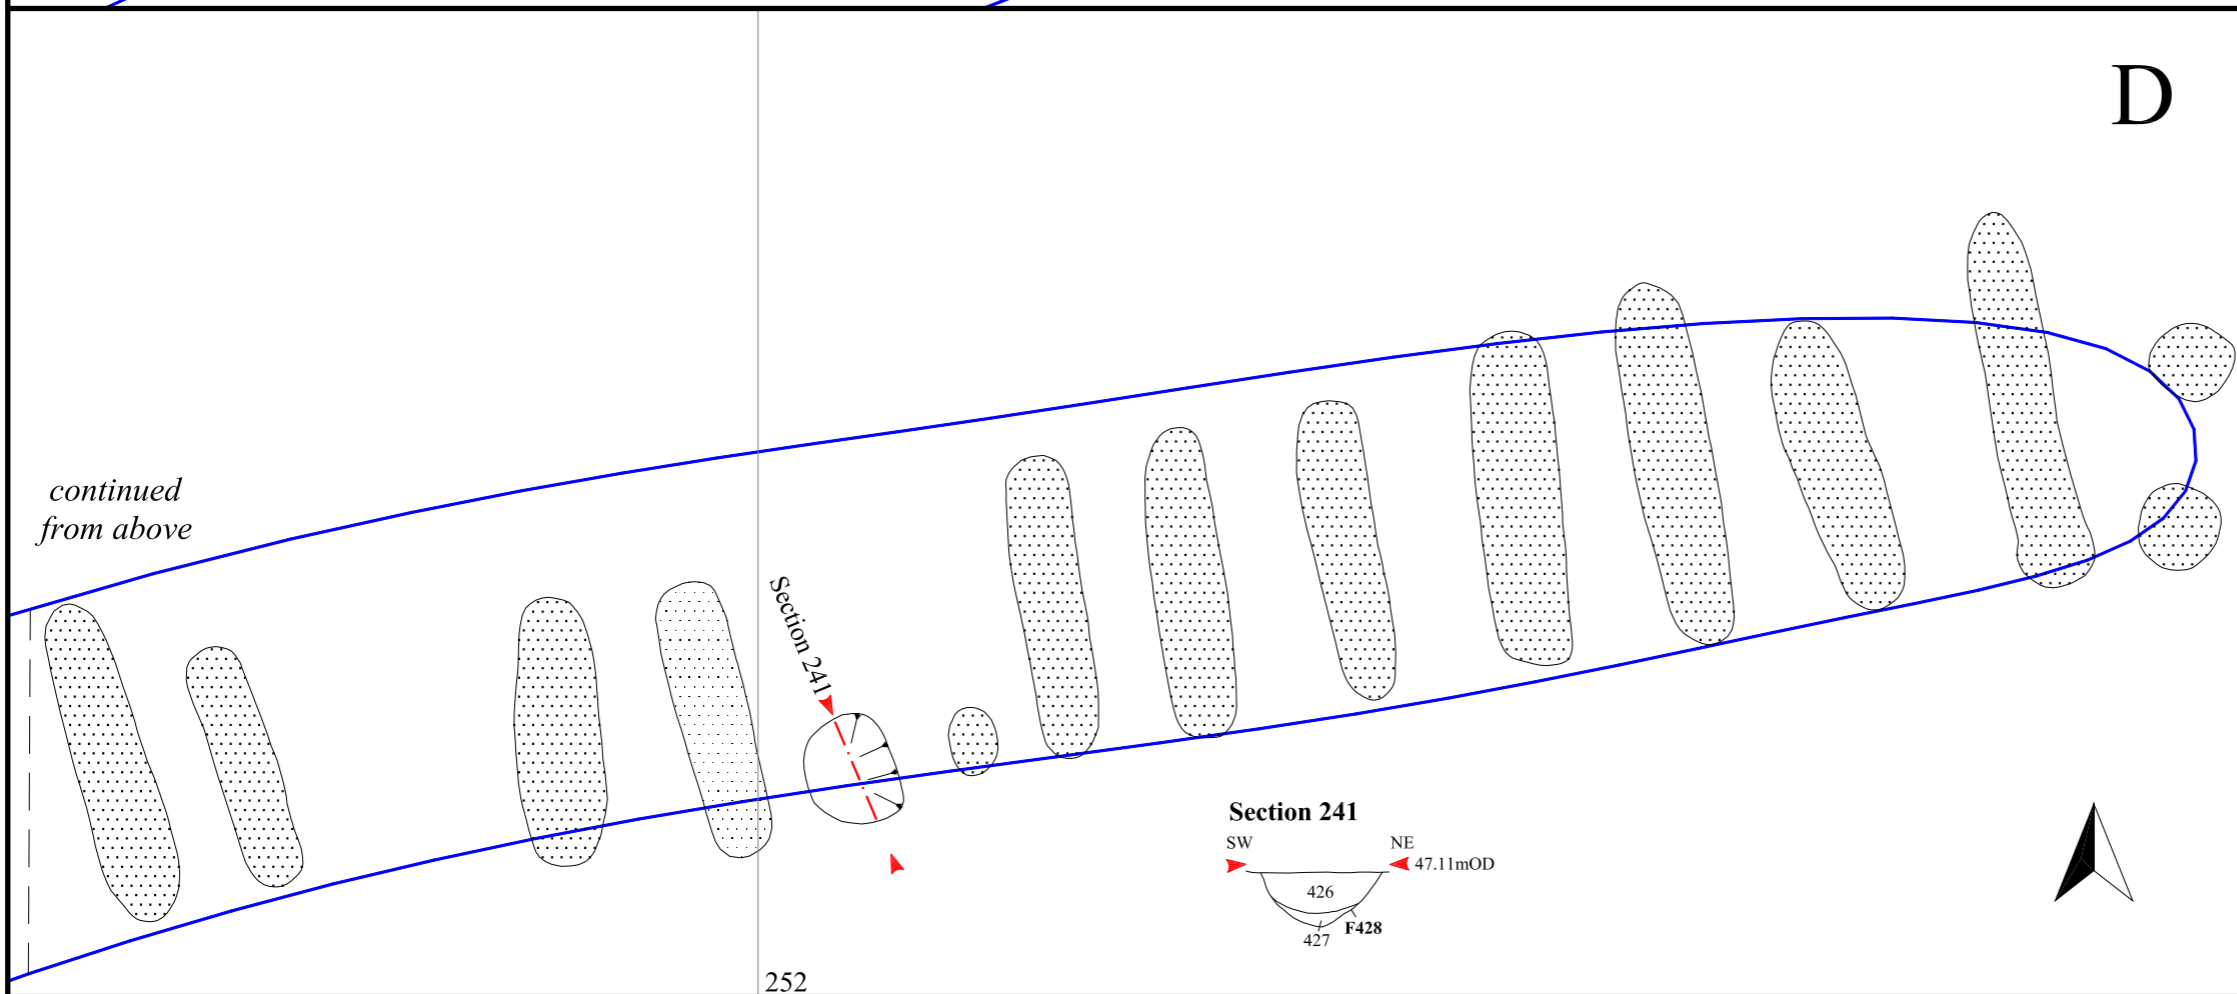 D
continued
from above
Section 241
Section 241
SW NE
47.11mOD
426
F428
427
252